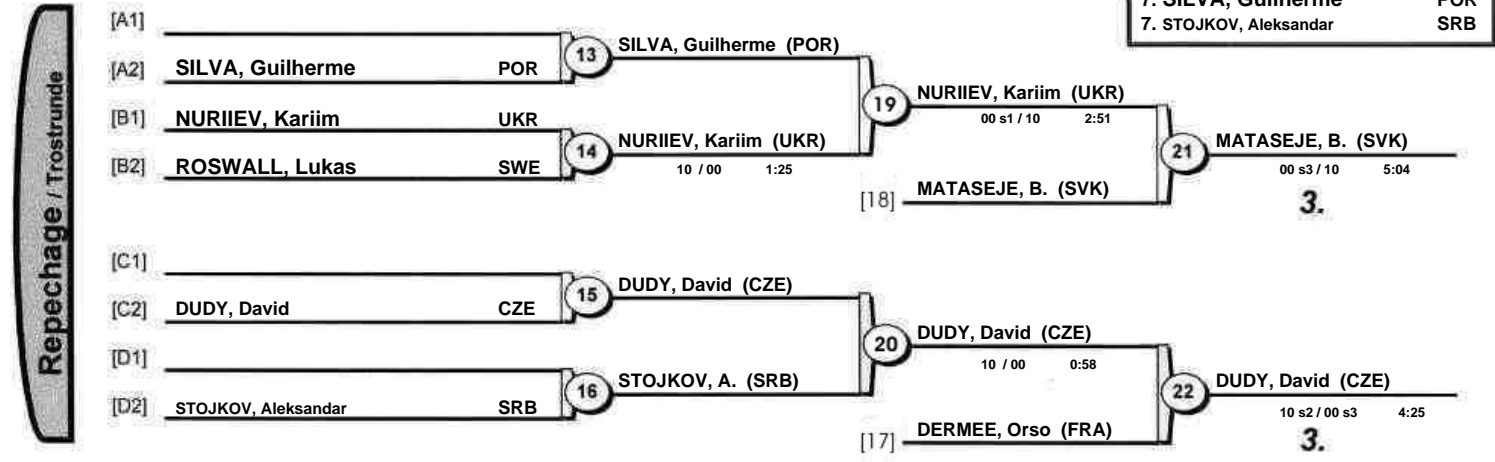 7. SILVA, Guilherme POR
7. STOJKOV, Aleksandar SRB
Repechage / Trostrunde
[A1]
13 SILVA, Guilherme (POR)
[A2] SILVA, Guilherme POR
19 NURIIEV, Kariim (UKR)
00 s1 / 10 2:51
[B1] NURIIEV, Kariim UKR
14 NURIIEV, Kariim (UKR)
10 / 00 1:25
21 MATASEJE, B. (SVK)
00 s3 / 10 5:04
[B2] ROSWALL, Lukas SWE
[18] MATASEJE, B. (SVK)
3.
[C1]
15 DUDY, David (CZE)
[C2] DUDY, David CZE
20 DUDY, David (CZE)
10 / 00 0:58
[D1]
16 STOJKOV, A. (SRB)
22 DUDY, David (CZE)
10 s2 / 00 s3 4:25
[D2] STOJKOV, Aleksandar SRB
[17] DERMEE, Orso (FRA)
3.